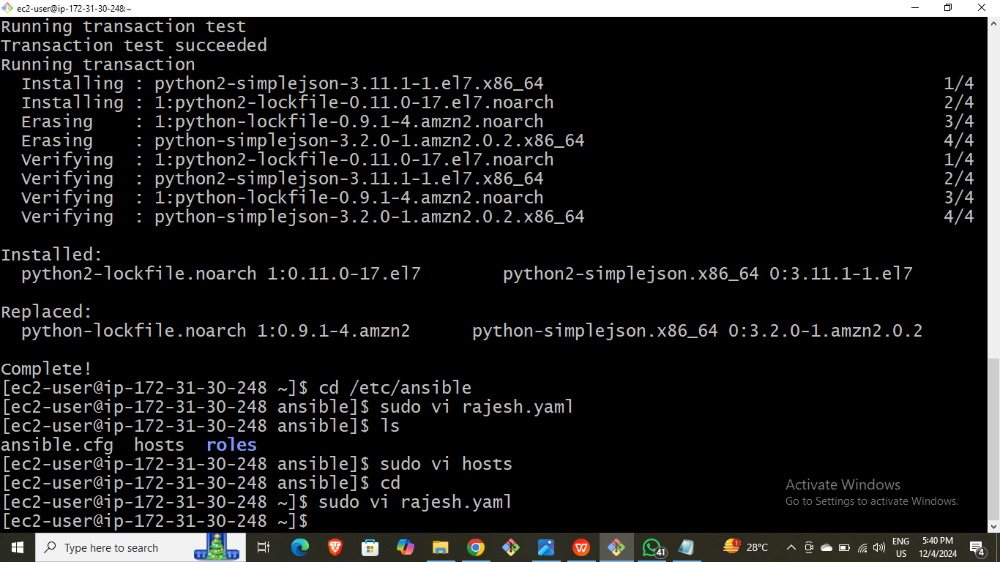 ec2-user@ip-172-31-30-248:~
Running transaction test
Transaction test succeeded
Running transaction
  Installing : python2-simplejson-3.11.1-1.el7.x86_64 1/4
  Installing : 1:python2-lockfile-0.11.0-17.el7.noarch 2/4
  Erasing    : 1:python-lockfile-0.9.1-4.amzn2.noarch 3/4
  Erasing    : python-simplejson-3.2.0-1.amzn2.0.2.x86_64 4/4
  Verifying  : 1:python2-lockfile-0.11.0-17.el7.noarch 1/4
  Verifying  : python2-simplejson-3.11.1-1.el7.x86_64 2/4
  Verifying  : 1:python-lockfile-0.9.1-4.amzn2.noarch 3/4
  Verifying  : python-simplejson-3.2.0-1.amzn2.0.2.x86_64 4/4
Installed:
  python2-lockfile.noarch 1:0.11.0-17.el7        python2-simplejson.x86_64 0:3.11.1-1.el7
Replaced:
  python-lockfile.noarch 1:0.9.1-4.amzn2      python-simplejson.x86_64 0:3.2.0-1.amzn2.0.2
Complete!
[ec2-user@ip-172-31-30-248 ~]$ cd /etc/ansible
[ec2-user@ip-172-31-30-248 ansible]$ sudo vi rajesh.yaml
[ec2-user@ip-172-31-30-248 ansible]$ ls
ansible.cfg  hosts  roles
[ec2-user@ip-172-31-30-248 ansible]$ sudo vi hosts
[ec2-user@ip-172-31-30-248 ansible]$ cd
[ec2-user@ip-172-31-30-248 ~]$ sudo vi rajesh.yaml
[ec2-user@ip-172-31-30-248 ~]$
Activate Windows
Go to Settings to activate Windows.
Type here to search
41
1
28°C
ENG
US
5:40 PM
12/4/2024
4